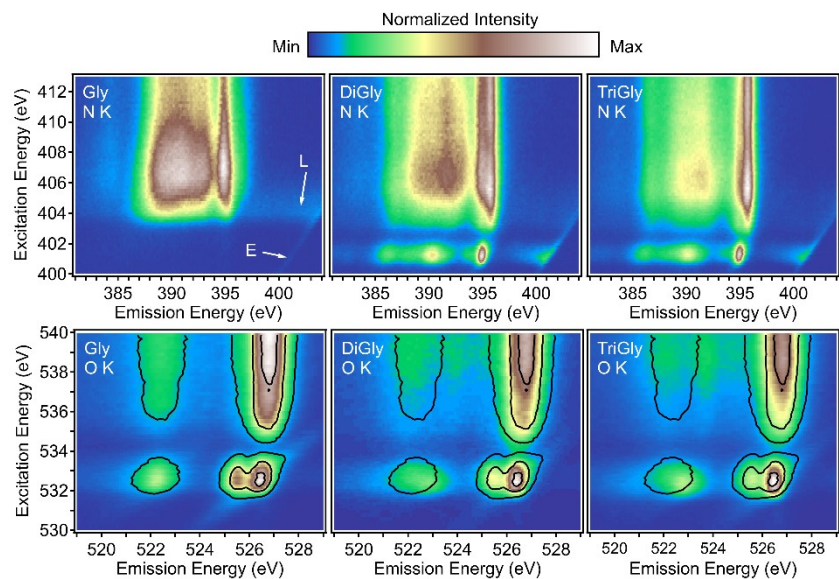 Normalized Intensity
Min Max
Excitation Energy (eV)
412
410
408
406
404
402
400
Gly
N K
L
E
DiGly
N K
TriGly
N K
385 390 395 400 385 390 395 400 385 390 395 400
Emission Energy (eV) Emission Energy (eV) Emission Energy (eV)
Excitation Energy (eV)
540
538
536
534
532
530
Gly
O K
DiGly
O K
TriGly
O K
520 522 524 526 528 520 522 524 526 528 520 522 524 526 528
Emission Energy (eV) Emission Energy (eV) Emission Energy (eV)